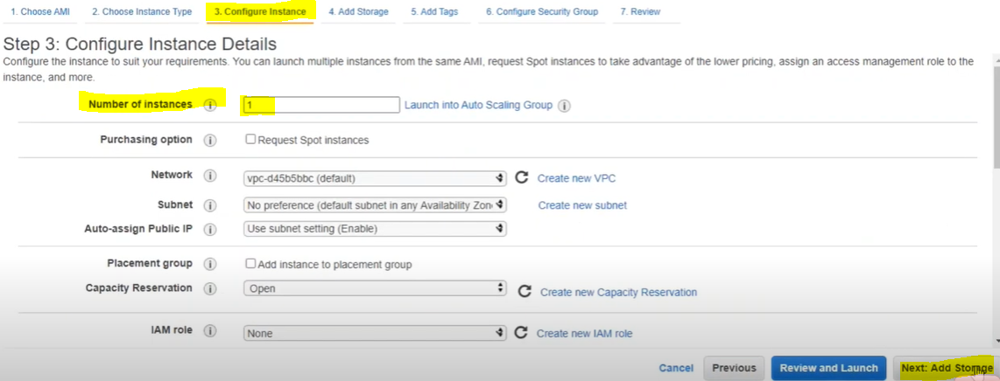 1. Choose AMI 2. Choose Instance Type 3. Configure Instance 4. Add Storage 5. Add Tags 6. Configure Security Group 7. Review
Step 3: Configure Instance Details
Configure the instance to suit your requirements. You can launch multiple instances from the same AMI, request Spot instances to take advantage of the lower pricing, assign an access management role to the
instance, and more.
Number of instances i 1 Launch into Auto Scaling Group i
Purchasing option i Request Spot instances
Network i vpc-d45b5bbc (default) Create new VPC
Subnet i No preference (default subnet in any Availability Zon Create new subnet
Auto-assign Public IP i Use subnet setting (Enable)
Placement group i Add instance to placement group
Capacity Reservation i Open Create new Capacity Reservation
IAM role i None Create new IAM role
Cancel Previous Review and Launch Next: Add Storage